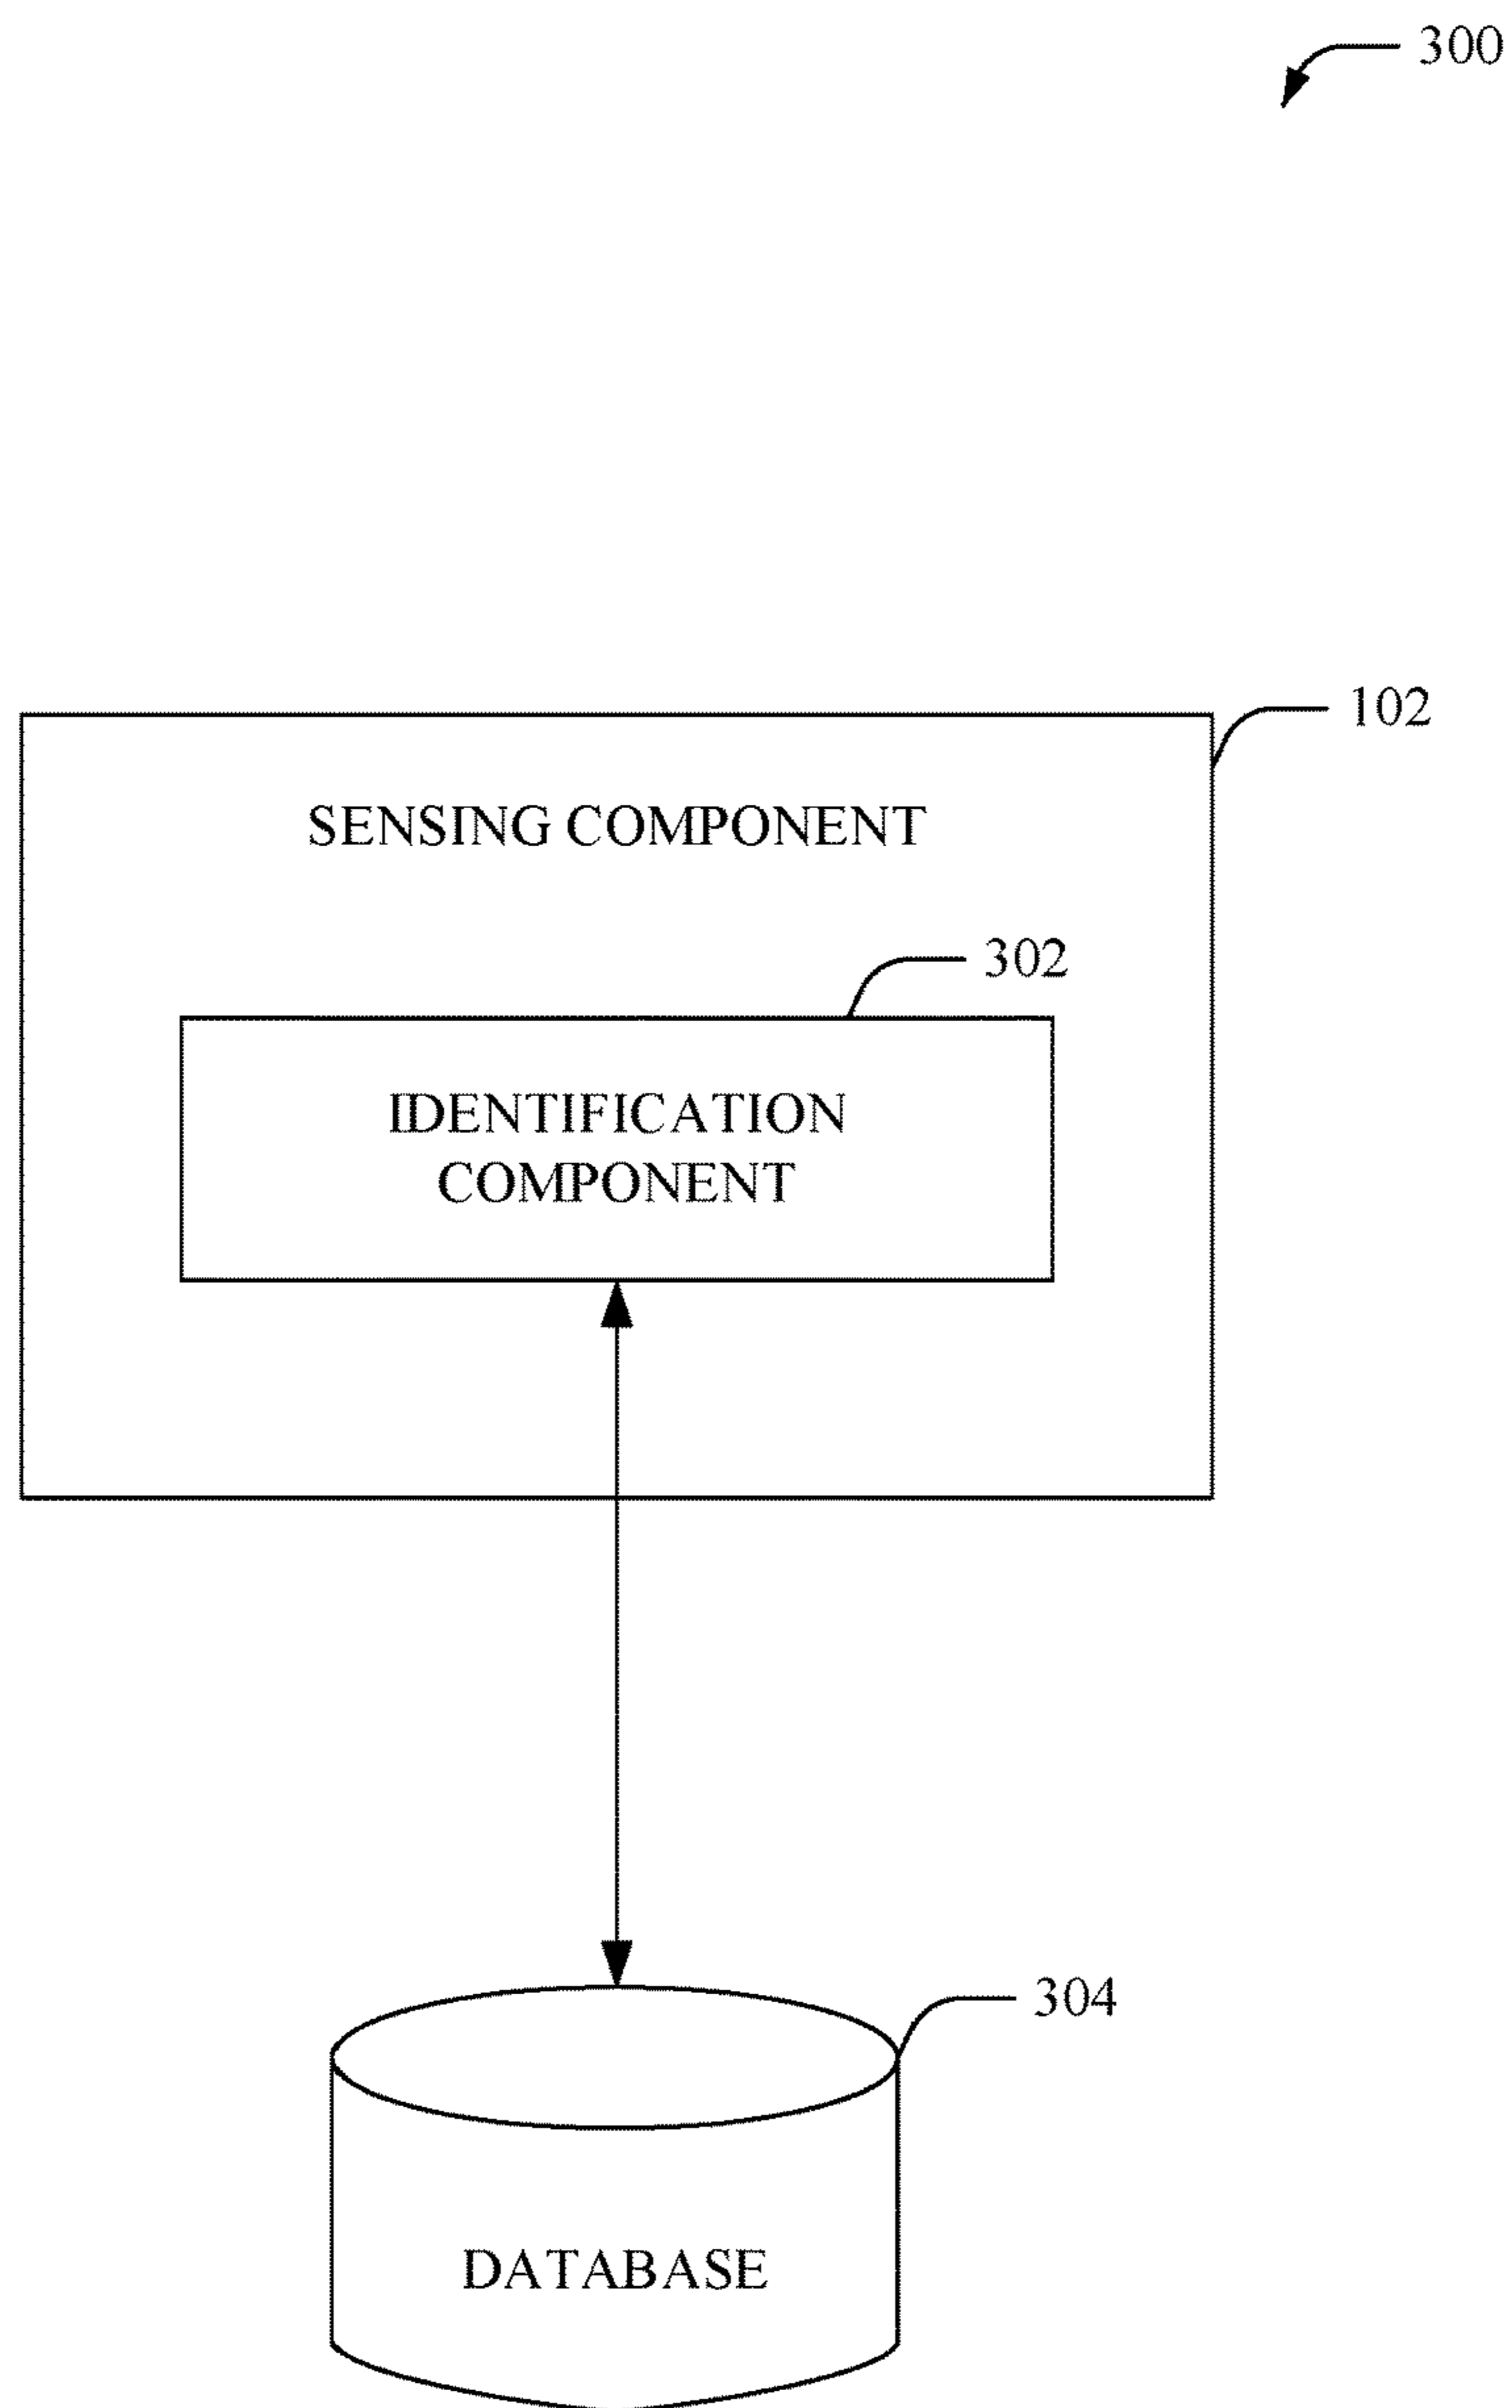 300
102
SENSING COMPONENT
302
IDENTIFICATION
COMPONENT
304
DATABASE